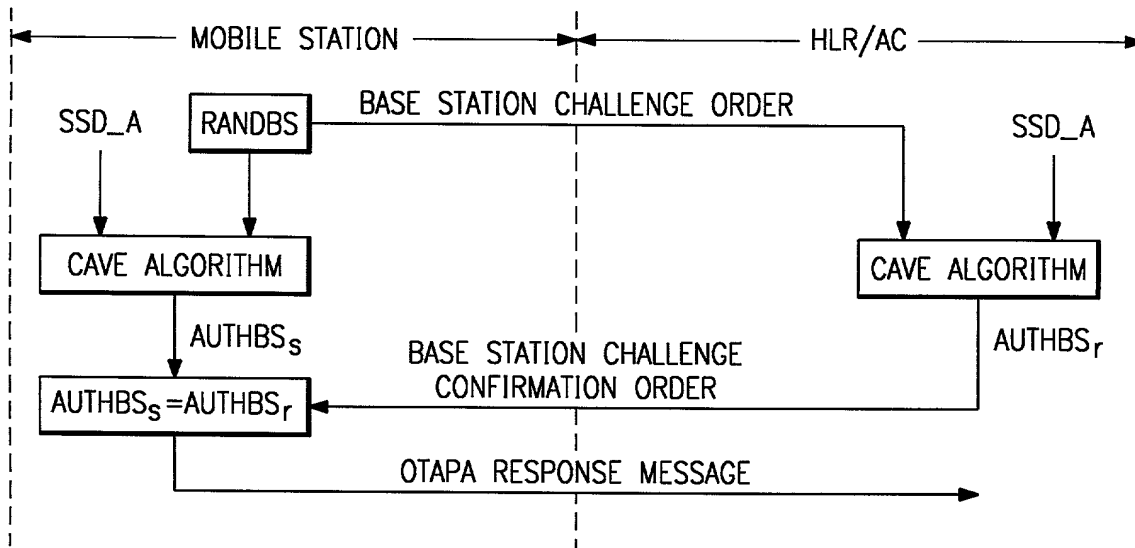 MOBILE STATION
HLR/AC
BASE STATION CHALLENGE ORDER
SSD_A
RANDBS
SSD_A
CAVE ALGORITHM
CAVE ALGORITHM
AUTHBSs
AUTHBSr
BASE STATION CHALLENGE
CONFIRMATION ORDER
AUTHBSs=AUTHBSr
OTAPA RESPONSE MESSAGE